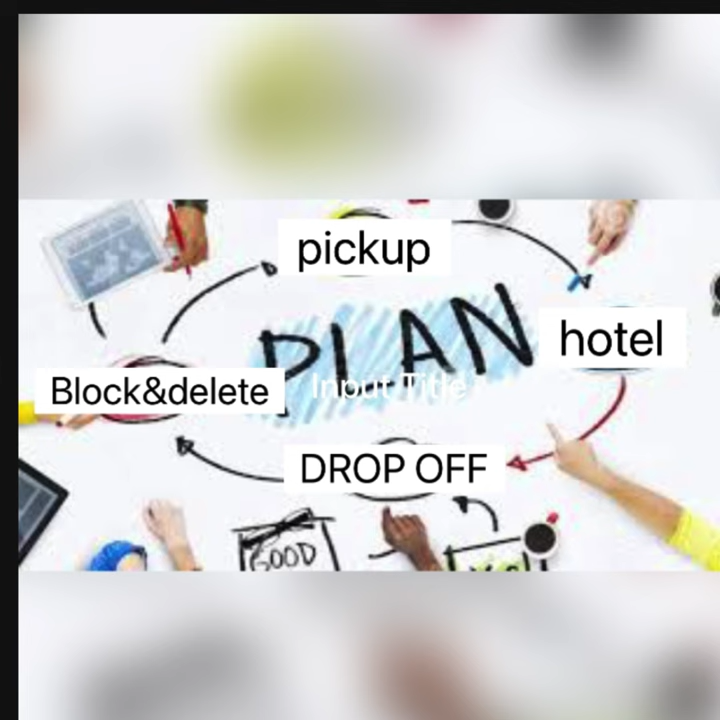 pickup
PLAN
hotel
Input Title
Block&delete
DROP OFF
GOOD